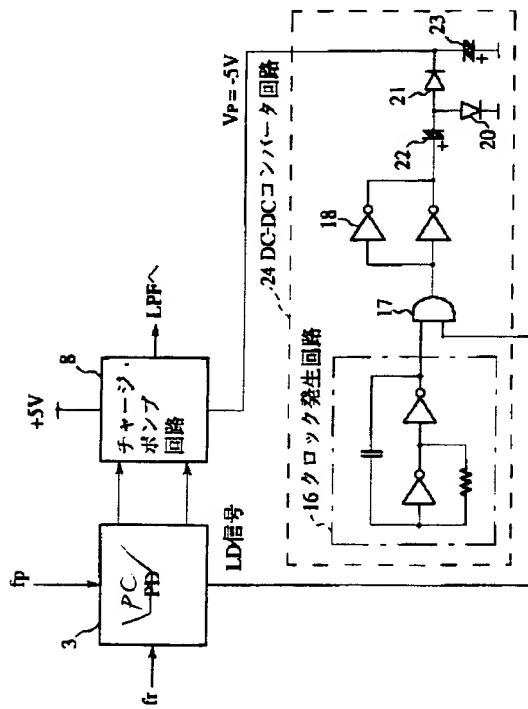 fr
fp
3
PC
PD
LD信号
+5V
8
チャージ・
ポンプ
回路
LPFへ
VP = -5V
24 DC-DCコンバータ回路
16 クロック発生回路
17
18
22
+
21
20
23
+